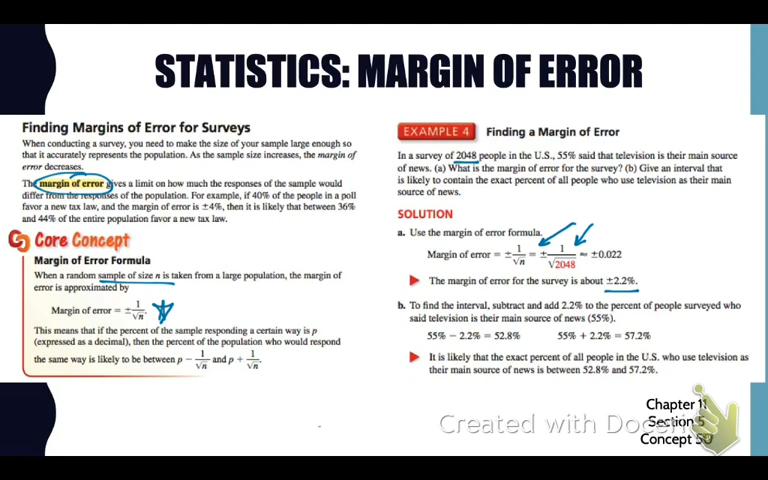 STATISTICS: MARGIN OF ERROR
Finding Margins of Error for Surveys
When conducting a survey, you need to make the size of your sample large enough so
that it accurately represents the population. As the sample size increases, the margin of
error decreases.
The margin of error gives a limit on how much the responses of the sample would
differ from the responses of the population. For example, if 40% of the people in a poll
favor a new tax law, and the margin of error is ±4%, then it is likely that between 36%
and 44% of the entire population favor a new tax law.
Core Concept
Margin of Error Formula
When a random sample of size n is taken from a large population, the margin of
error is approximated by
Margin of error = ±1/√n.
This means that if the percent of the sample responding a certain way is p
(expressed as a decimal), then the percent of the population who would respond
the same way is likely to be between p − 1/√n and p + 1/√n.
EXAMPLE 4 Finding a Margin of Error
In a survey of 2048 people in the U.S., 55% said that television is their main source
of news. (a) What is the margin of error for the survey? (b) Give an interval that
is likely to contain the exact percent of all people who use television as their main
source of news.
SOLUTION
a. Use the margin of error formula.
Margin of error = ±1/√n = ±1/√2048 ≈ ±0.022
The margin of error for the survey is about ±2.2%.
b. To find the interval, subtract and add 2.2% to the percent of people surveyed who
said television is their main source of news (55%).
55% − 2.2% = 52.8% 55% + 2.2% = 57.2%
It is likely that the exact percent of all people in the U.S. who use television as
their main source of news is between 52.8% and 57.2%.
Chapter 11
Section 5
Concept
Created with